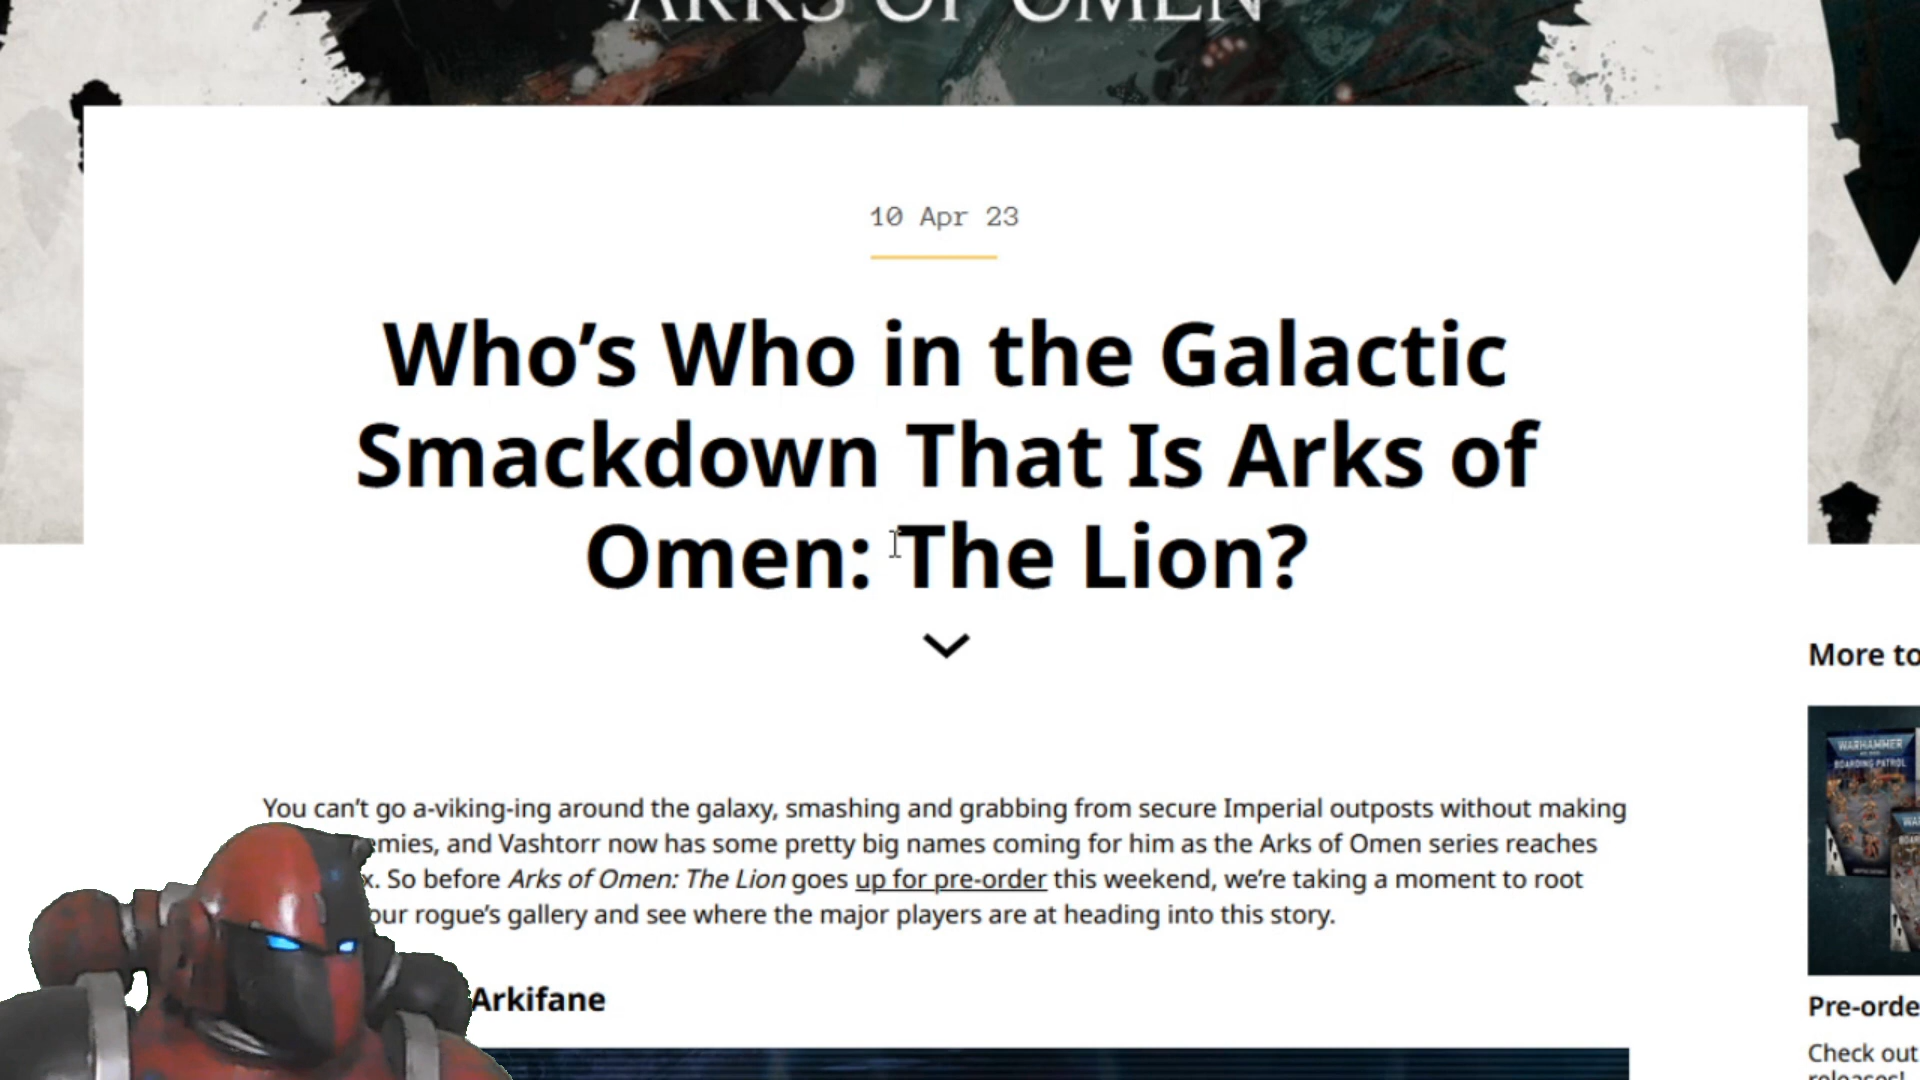 ARKS OF OMEN
10 Apr 23
Who's Who in the Galactic
Smackdown That Is Arks of
Omen: The Lion?
You can't go a-viking-ing around the galaxy, smashing and grabbing from secure Imperial outposts without making
emies, and Vashtorr now has some pretty big names coming for him as the Arks of Omen series reaches
x. So before Arks of Omen: The Lion goes up for pre-order this weekend, we're taking a moment to root
our rogue's gallery and see where the major players are at heading into this story.
Arkifane
More to
WARHAMMER
BOARDING PATROL
Pre-orde
Check out
releases!